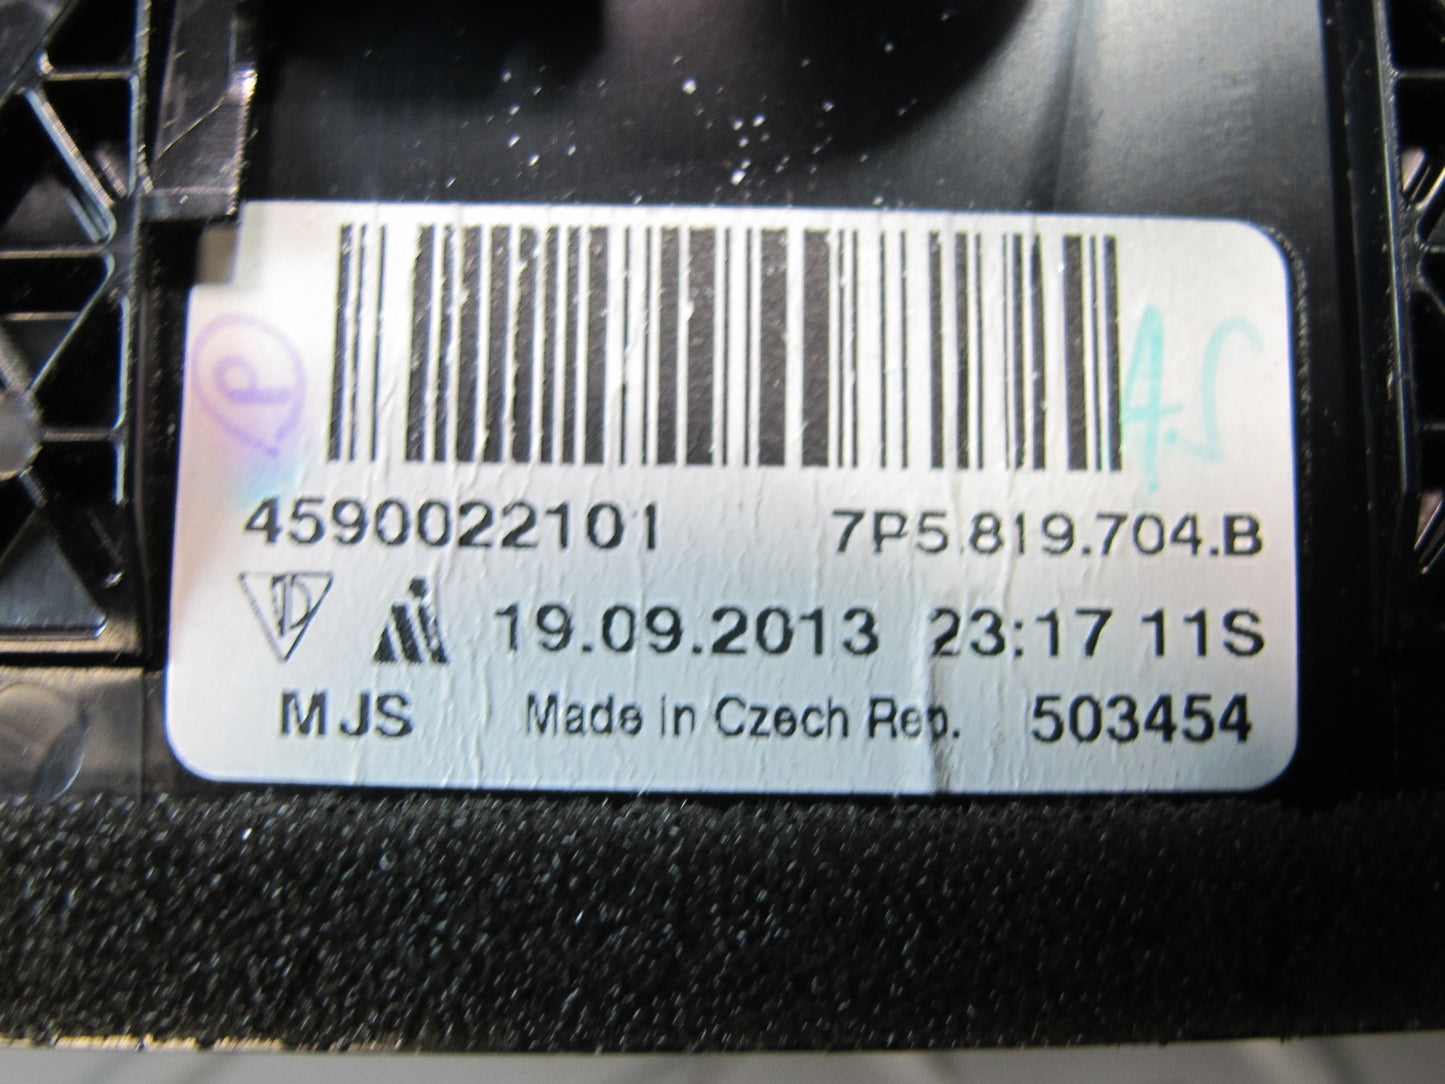 P
A.S
4590022101 7P5.819.704.B
19.09.2013 23:17 11S
MJS Made in Czech Rep. 503454